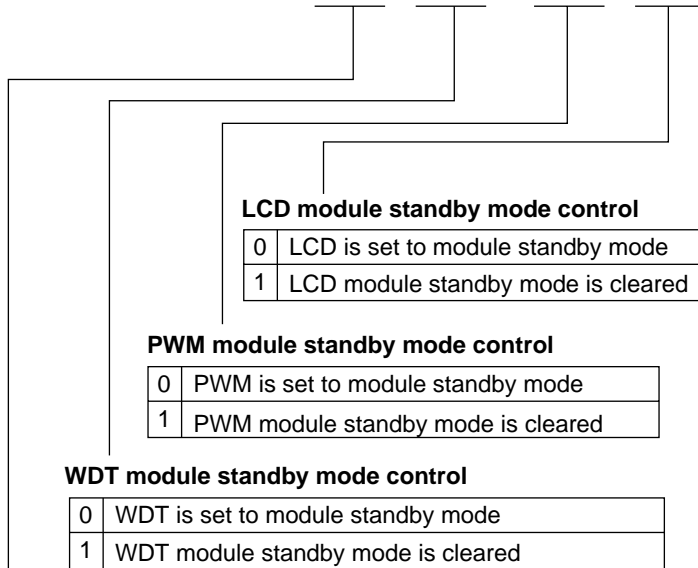 LCD module standby mode control
0 LCD is set to module standby mode
1 LCD module standby mode is cleared
PWM module standby mode control
0 PWM is set to module standby mode
1 PWM module standby mode is cleared
WDT module standby mode control
0 WDT is set to module standby mode
1 WDT module standby mode is cleared